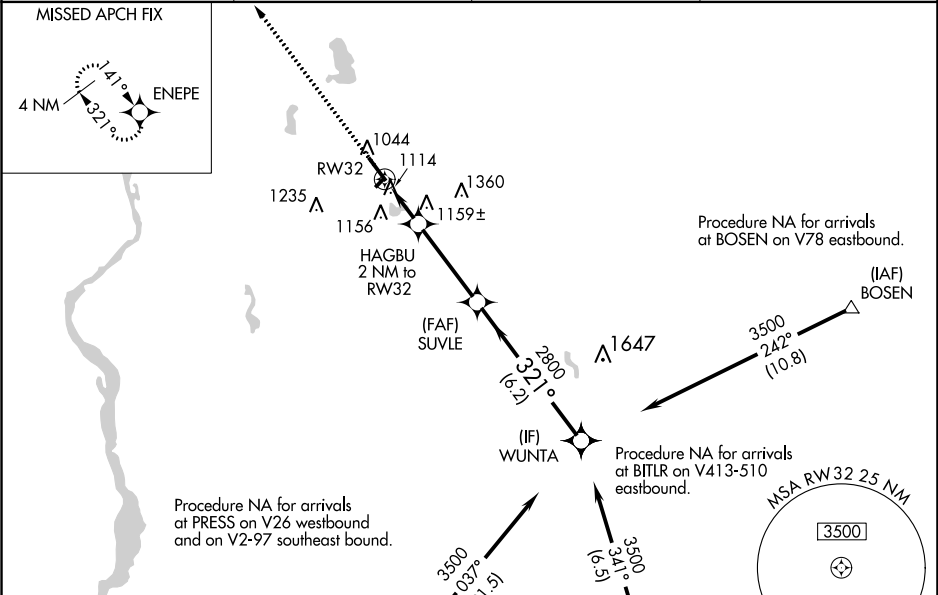 MISSED APCH FIX
141°
4 NM
321°
ENEPE
1044
RW32
1114
1235
1360
1156
1159±
HAGBU
2 NM to
RW32
Procedure NA for arrivals
at BOSEN on V78 eastbound.
(IAF)
BOSEN
(FAF)
SUVLE
3500
242°
(10.8)
1647
2800
321°
(6.2)
(IF)
WUNTA
Procedure NA for arrivals
at BITLR on V413-510
eastbound.
MSA RW32 25 NM
3500
Procedure NA for arrivals
at PRESS on V26 westbound
and on V2-97 southeast bound.
3500
037°
3500
341°
(6.5)